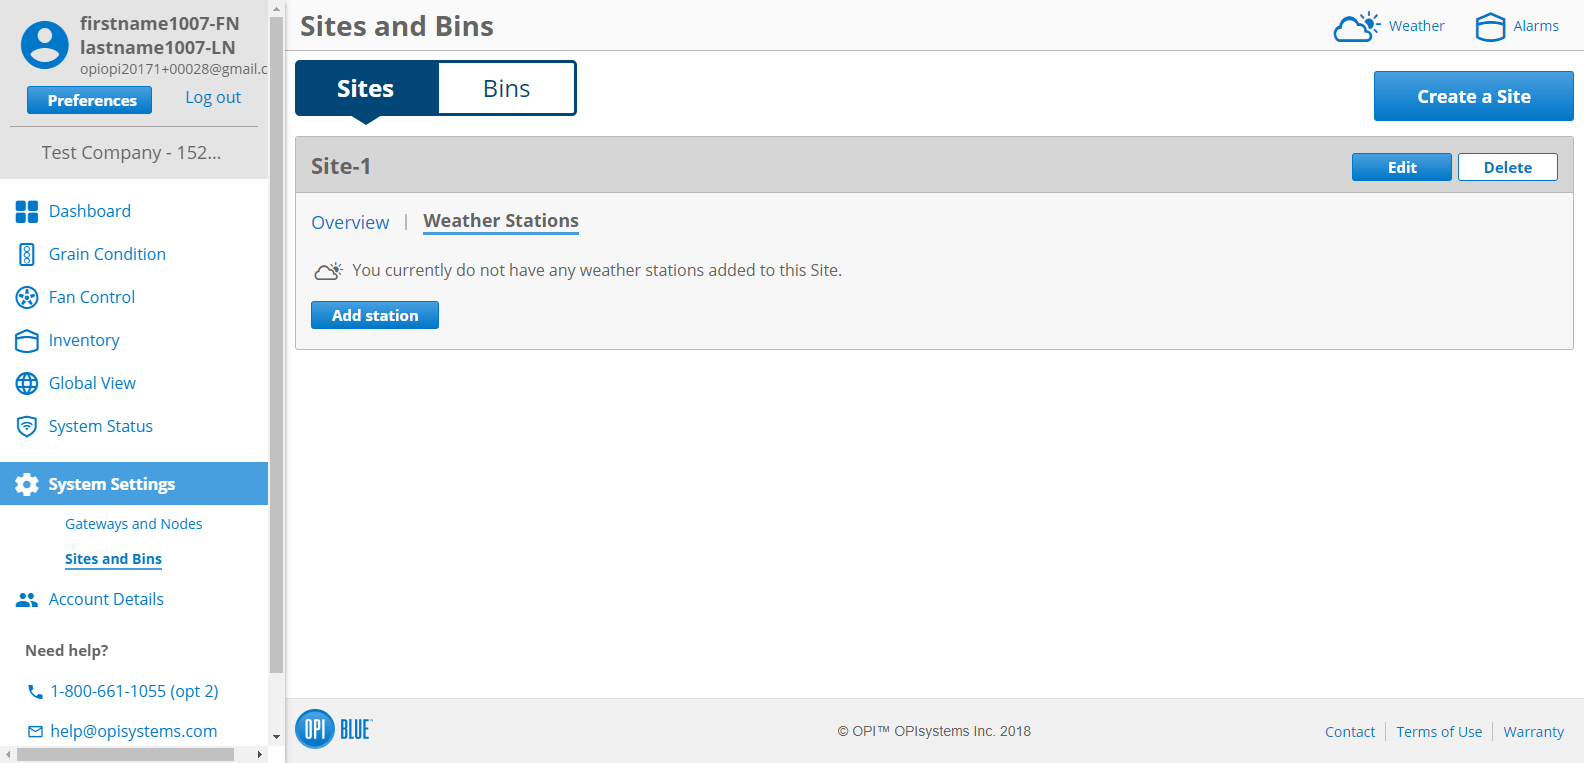 firstname1007-FN
lastname1007-LN
opiopi20171+00028@gmail.c
Preferences
Log out
Test Company - 152...
Dashboard
Grain Condition
Fan Control
Inventory
Global View
System Status
System Settings
Gateways and Nodes
Sites and Bins
Account Details
Need help?
1-800-661-1055 (opt 2)
help@opisystems.com
Sites and Bins
Weather
Alarms
Sites
Bins
Create a Site
Site-1
Edit
Delete
Overview | Weather Stations
You currently do not have any weather stations added to this Site.
Add station
OPI BLUE™
© OPI™ OPIsystems Inc. 2018
Contact
Terms of Use
Warranty